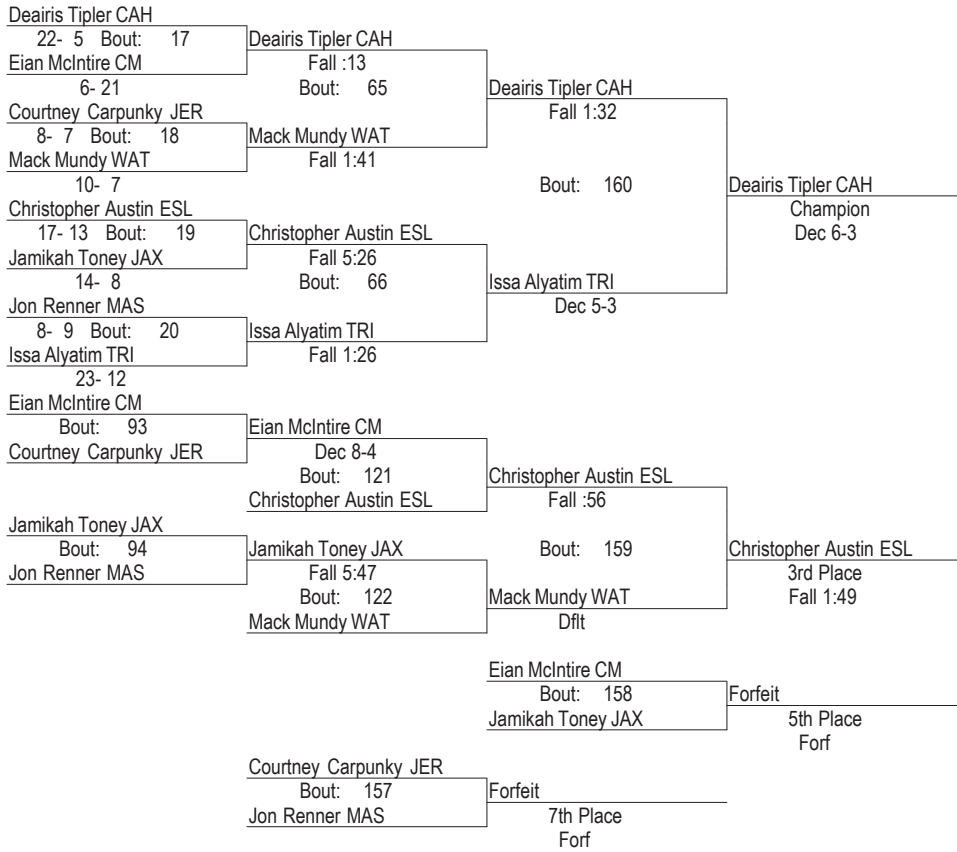 Deairis Tipler CAH
22- 5 Bout: 17 Deairis Tipler CAH
Eian McIntire CM Fall :13
6- 21 Bout: 65 Deairis Tipler CAH
Courtney Carpunky JER Fall 1:32
8- 7 Bout: 18 Mack Mundy WAT
Mack Mundy WAT Fall 1:41
10- 7 Bout: 160 Deairis Tipler CAH
Christopher Austin ESL Champion
17- 13 Bout: 19 Christopher Austin ESL Dec 6-3
Jamikah Toney JAX Fall 5:26
14- 8 Bout: 66 Issa Alyatim TRI
Jon Renner MAS Dec 5-3
8- 9 Bout: 20 Issa Alyatim TRI
Issa Alyatim TRI Fall 1:26
23- 12
Eian McIntire CM
Bout: 93 Eian McIntire CM
Courtney Carpunky JER Dec 8-4
Bout: 121 Christopher Austin ESL
Christopher Austin ESL Fall :56
Jamikah Toney JAX
Bout: 94 Jamikah Toney JAX Bout: 159 Christopher Austin ESL
Jon Renner MAS Fall 5:47 3rd Place
Bout: 122 Mack Mundy WAT Fall 1:49
Mack Mundy WAT Dflt
Eian McIntire CM
Bout: 158 Forfeit
Jamikah Toney JAX 5th Place
Forf
Courtney Carpunky JER
Bout: 157 Forfeit
Jon Renner MAS 7th Place
Forf